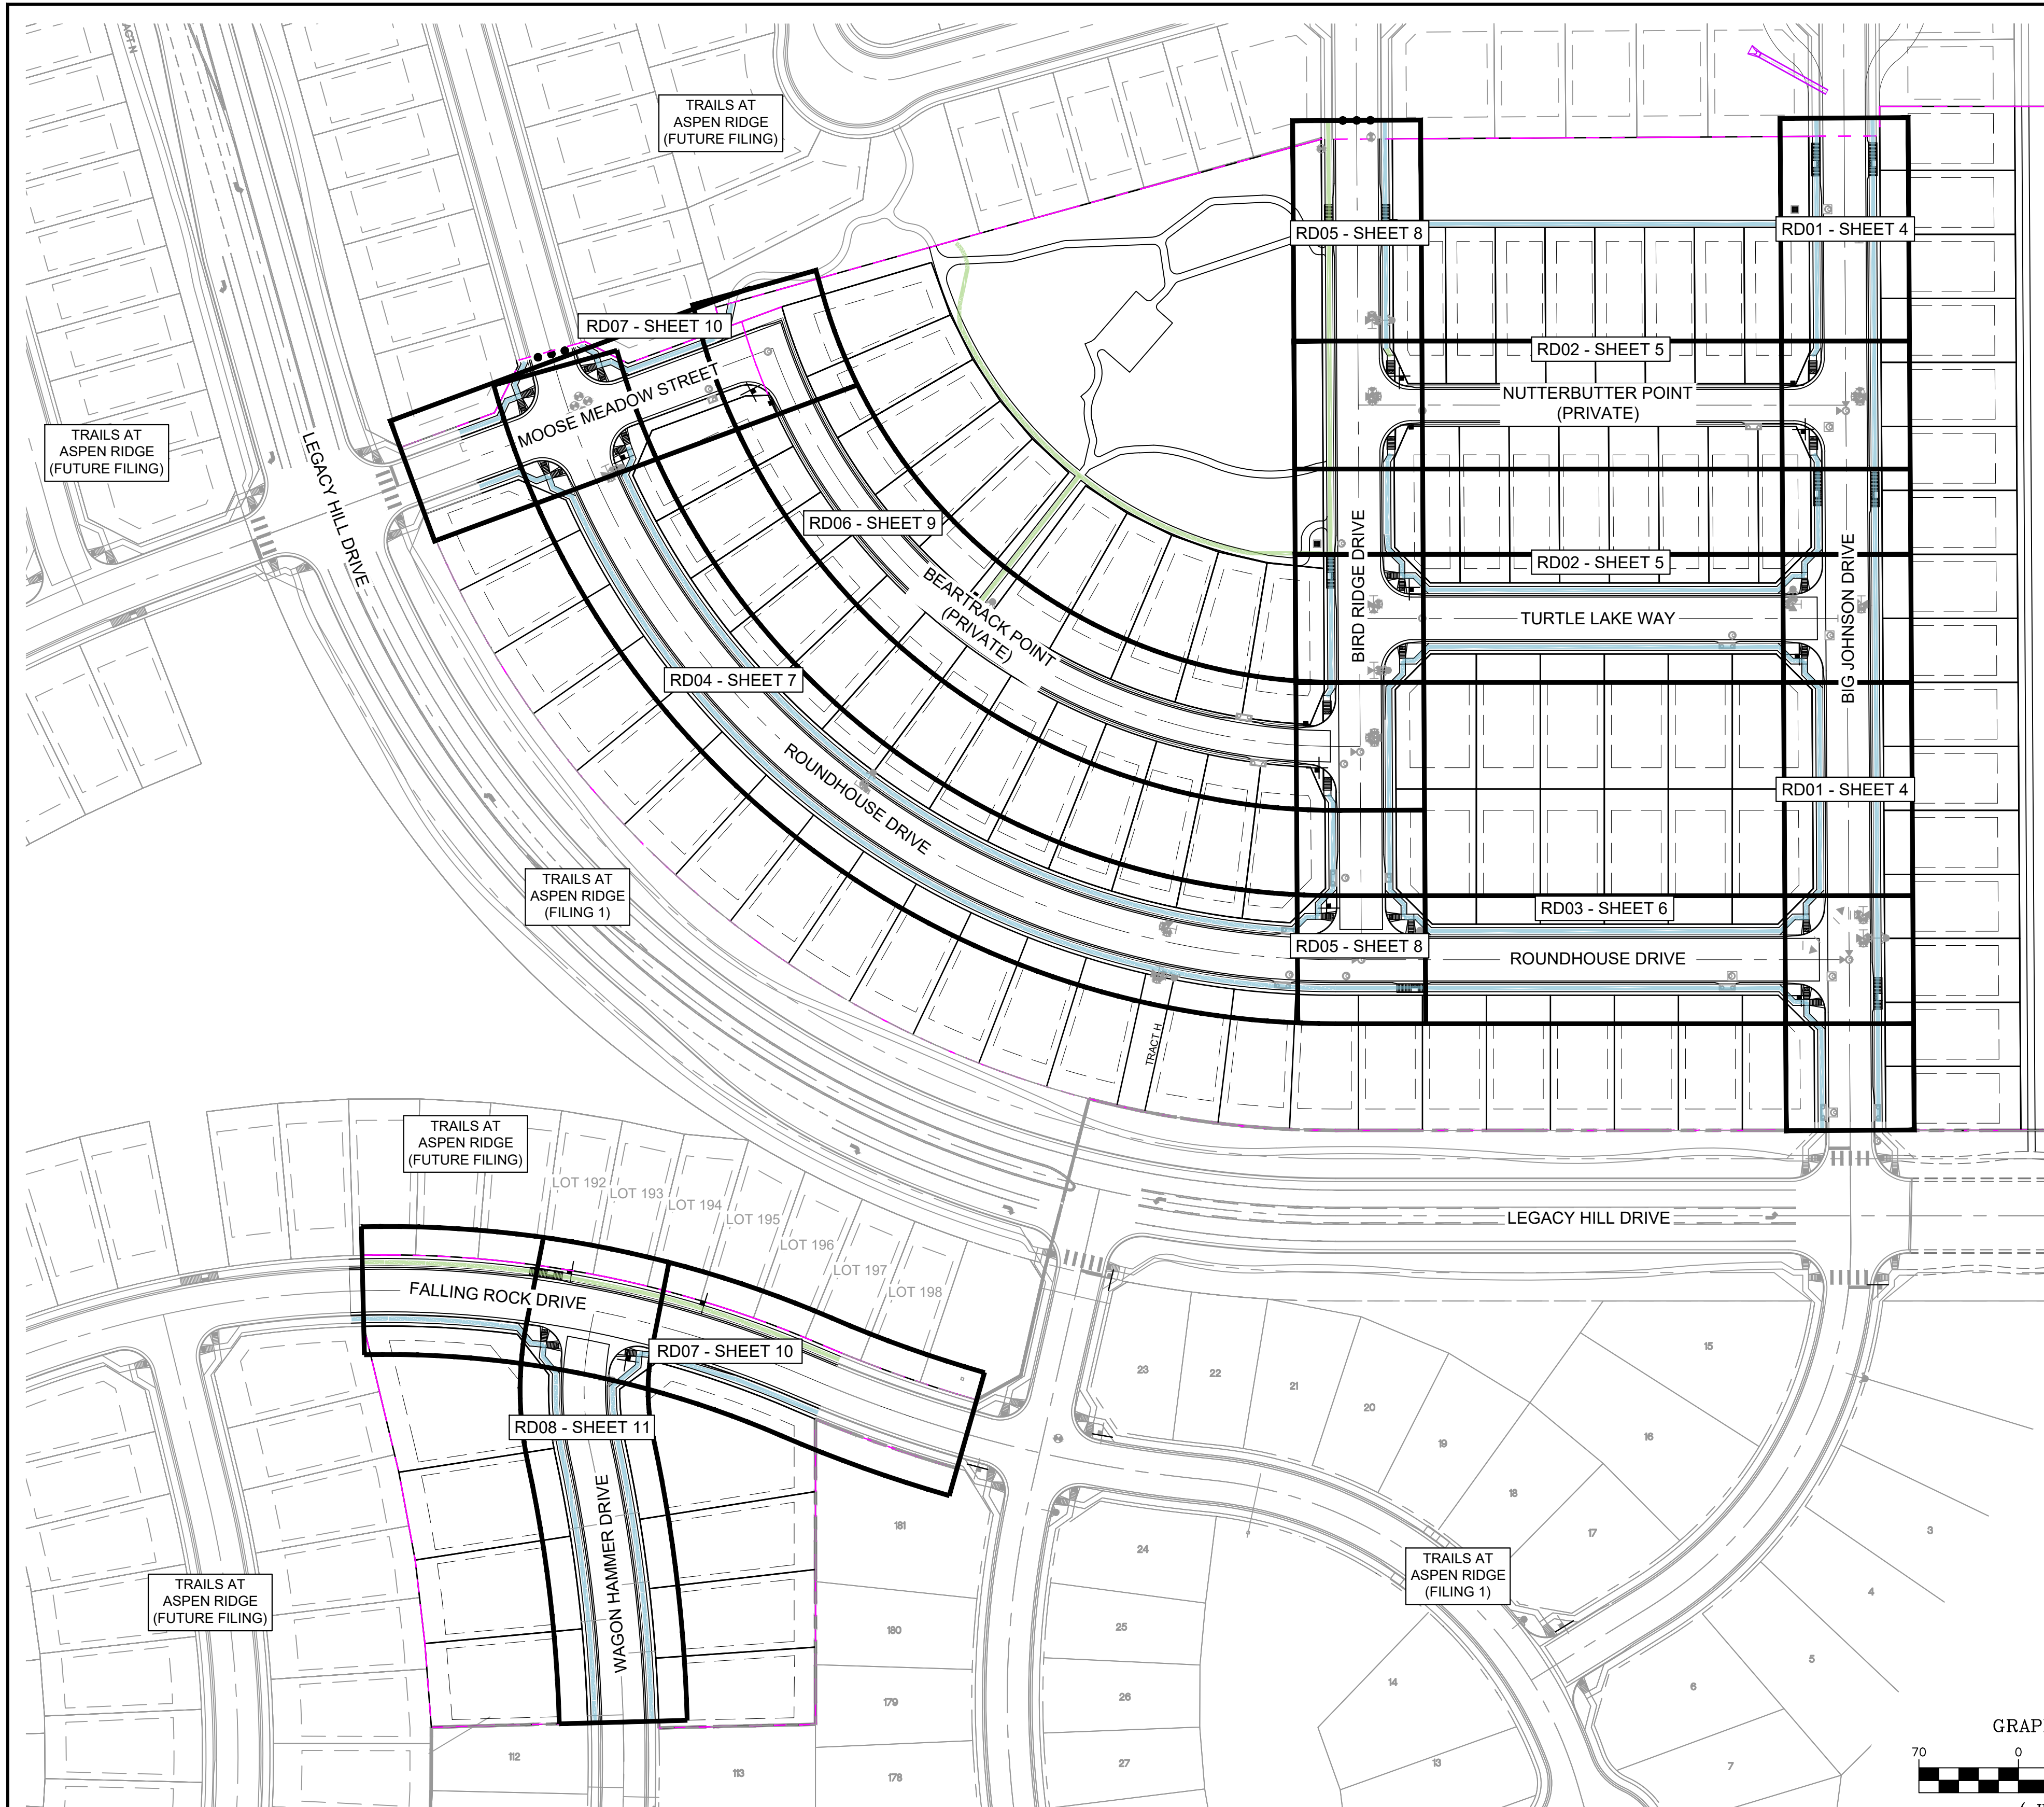 ACT N
TRAILS AT
ASPEN RIDGE
(FUTURE FILING)
RD05 - SHEET 8
RD01 - SHEET 4
RD07 - SHEET 10
RD02 - SHEET 5
MOOSE MEADOW STREET
NUTTERBUTTER POINT
(PRIVATE)
TRAILS AT
ASPEN RIDGE
(FUTURE FILING)
LEGACY HILL DRIVE
RD06 - SHEET 9
BIRD RIDGE DRIVE
RD02 - SHEET 5
BIG JOHNSON DRIVE
BEARTRACK POINT
(PRIVATE)
TURTLE LAKE WAY
RD04 - SHEET 7
ROUNDHOUSE DRIVE
RD01 - SHEET 4
TRAILS AT
ASPEN RIDGE
(FILING 1)
RD03 - SHEET 6
RD05 - SHEET 8
ROUNDHOUSE DRIVE
TRACT H
TRAILS AT
ASPEN RIDGE
(FUTURE FILING)
LOT 192
LOT 193
LOT 194
LOT 195
LOT 196
LOT 197
LOT 198
LEGACY HILL DRIVE
FALLING ROCK DRIVE
RD07 - SHEET 10
23
22
21
20
19
18
17
16
15
RD08 - SHEET 11
WAGON HAMMER DRIVE
181
24
3
TRAILS AT
ASPEN RIDGE
(FILING 1)
4
TRAILS AT
ASPEN RIDGE
(FUTURE FILING)
180
25
5
179
26
14
6
112
113
178
27
13
7
GRAP
70
0